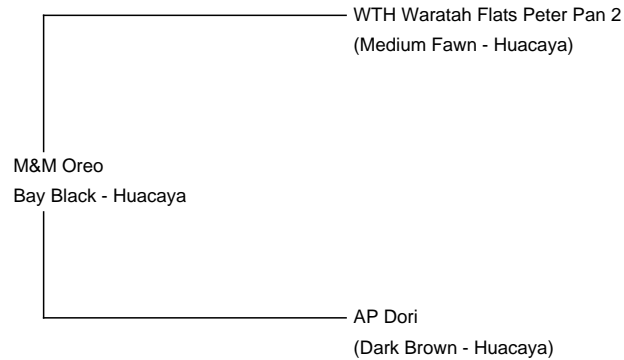 WTH Waratah Flats Peter Pan 2
(Medium Fawn - Huacaya)
M&M Oreo
Bay Black - Huacaya
AP Dori
(Dark Brown - Huacaya)